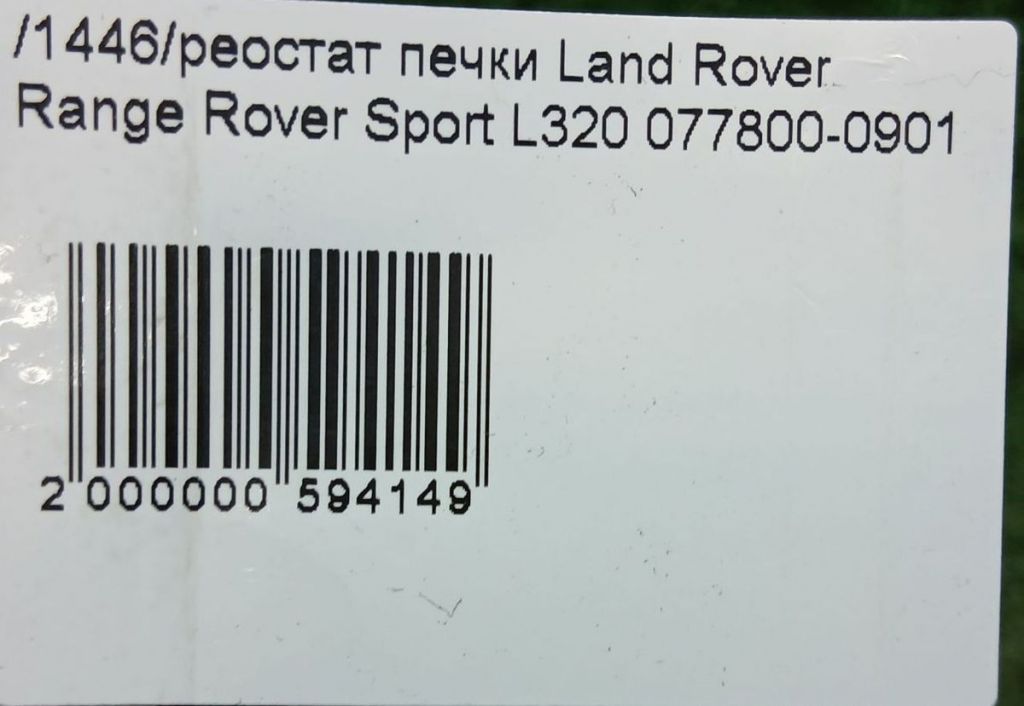 /1446/реостат печки Land Rover
Range Rover Sport L320 077800-0901
2 000000 594149